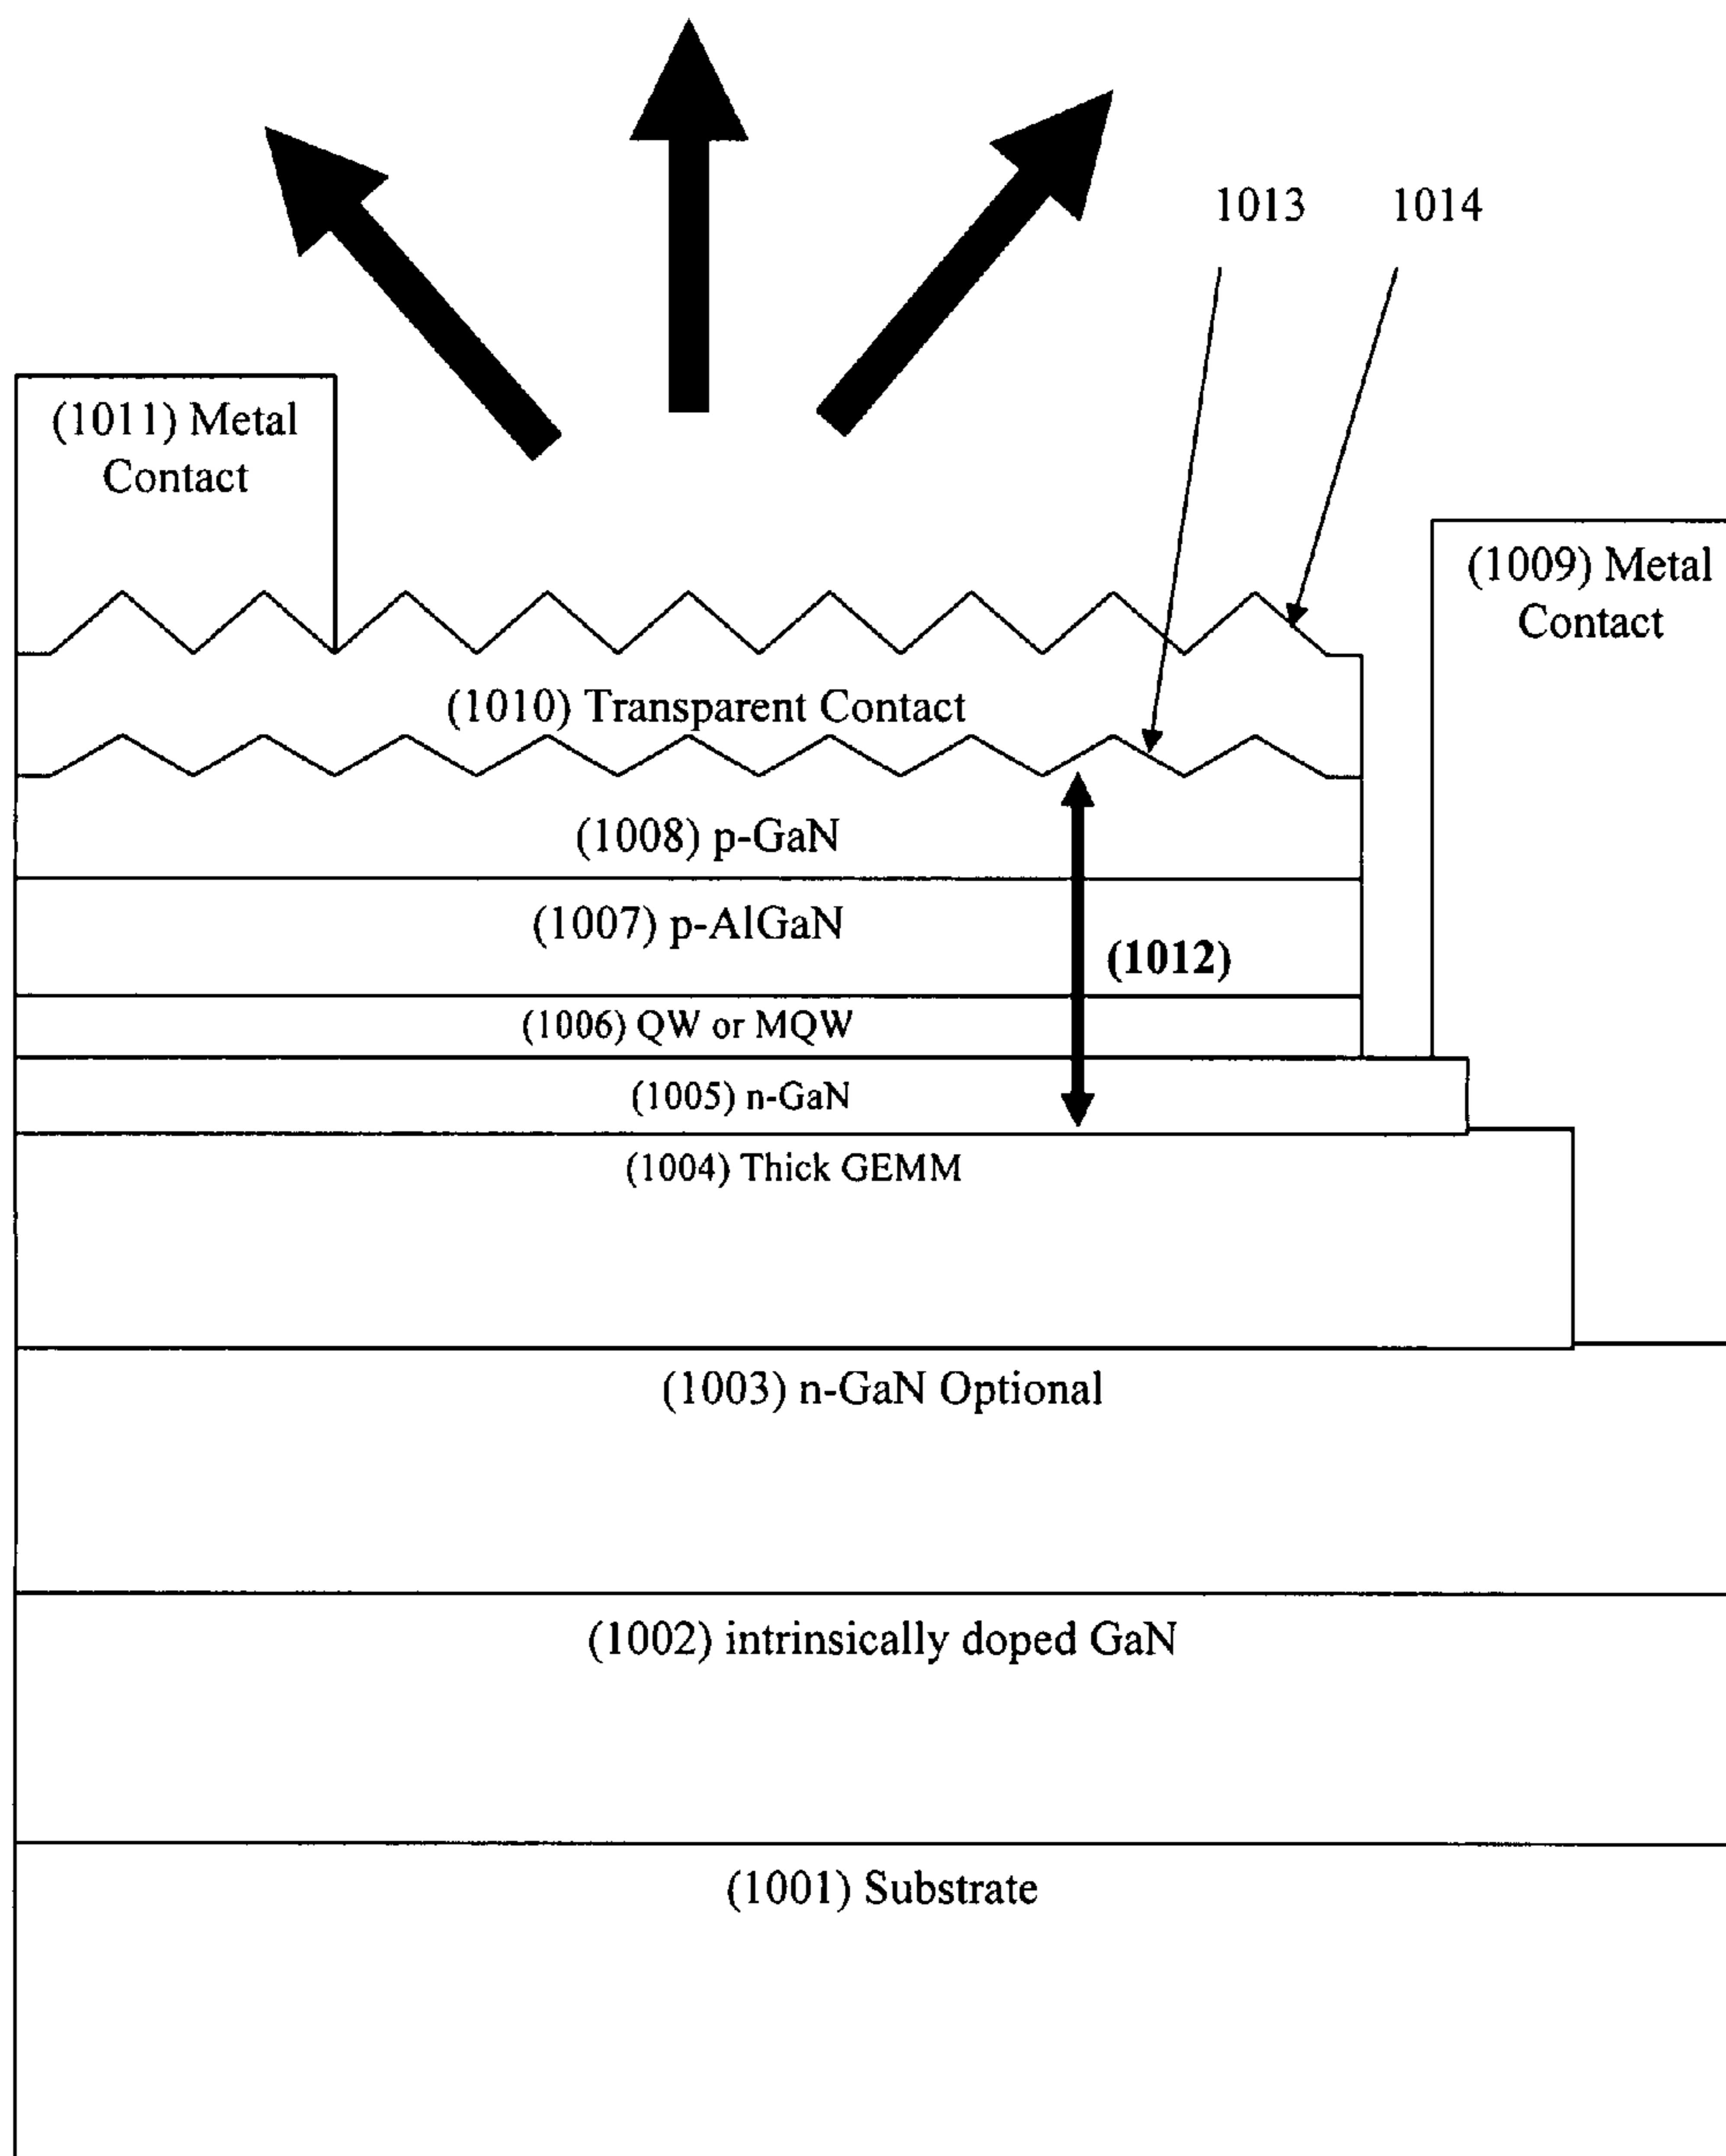 1013
1014
(1011) Metal
Contact
(1009) Metal
Contact
(1010) Transparent Contact
(1008) p-GaN
(1007) p-AlGaN
(1012)
(1006) QW or MQW
(1005) n-GaN
(1004) Thick GEMM
(1003) n-GaN Optional
(1002) intrinsically doped GaN
(1001) Substrate